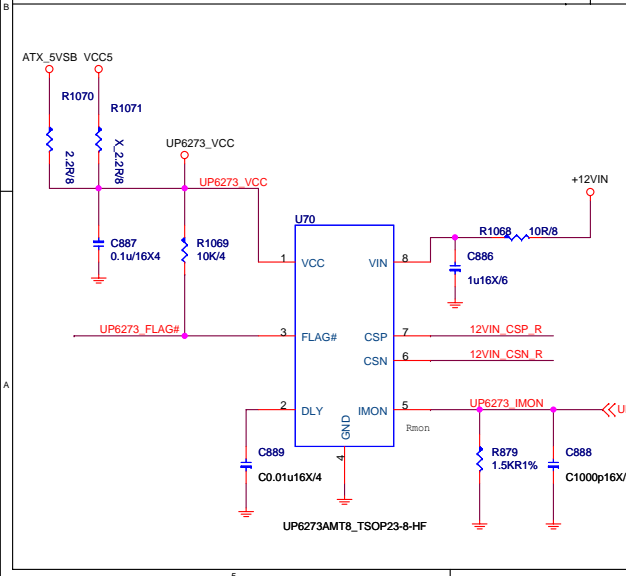 B
ATX_5VSB VCC5
R1070
R1071
2.2R/8
X_2.2R/8
UP6273_VCC
UP6273_VCC
+12VIN
U70
R1068 10R/8
C887
0.1u/16X4
R1069
10K/4
C886
1u16X/6
1 VCC
VIN 8
UP6273_FLAG#
3 FLAG#
CSP 7 12VIN_CSP_R
CSN 6 12VIN_CSN_R
A
2 DLY
IMON 5 UP6273_IMON
GND
4
Rmon
C889
C0.01u16X/4
R879
1.5KR1%
C888
C1000p16X/
UP6273AMT8_TSOP23-8-HF